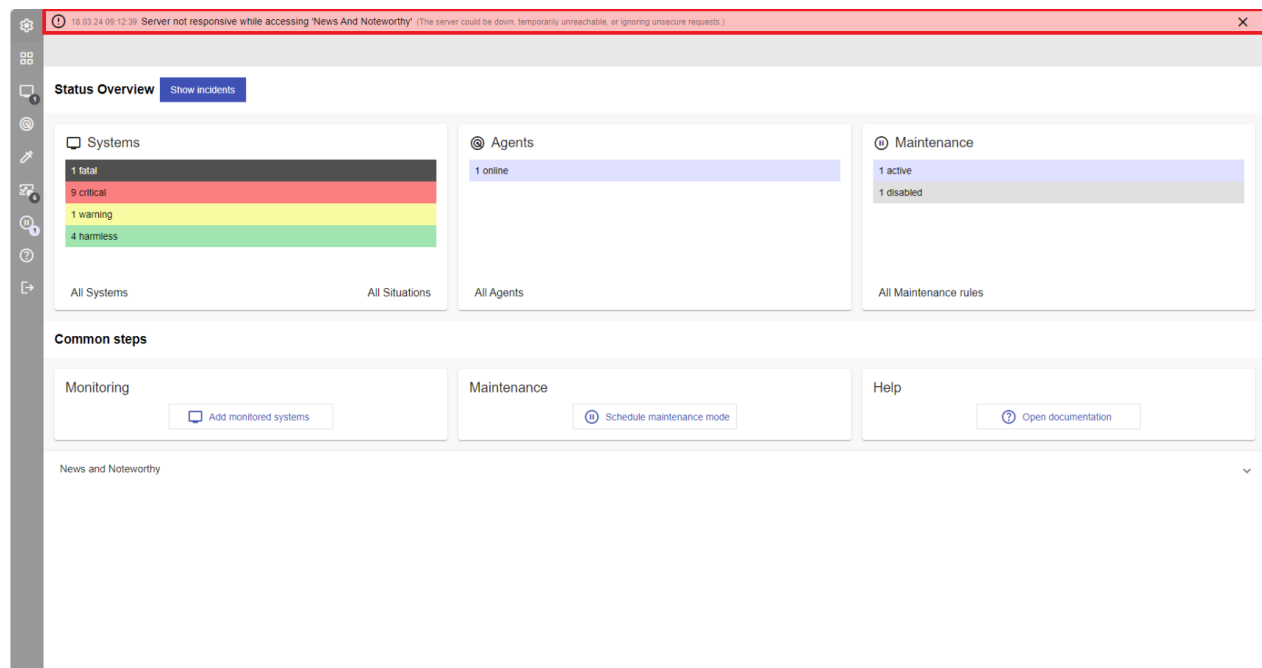 18.03.24 09:12:39 Server not responsive while accessing 'News And Noteworthy' (The server could be down, temporarily unreachable, or ignoring unsecure requests.)
Status Overview Show incidents
1
Systems
1 fatal
9 critical
1 warning
4 harmless
All Systems All Situations
Agents
1 online
All Agents
Maintenance
1 active
1 disabled
All Maintenance rules
5
1
Common steps
Monitoring
Add monitored systems
Maintenance
Schedule maintenance mode
Help
Open documentation
News and Noteworthy